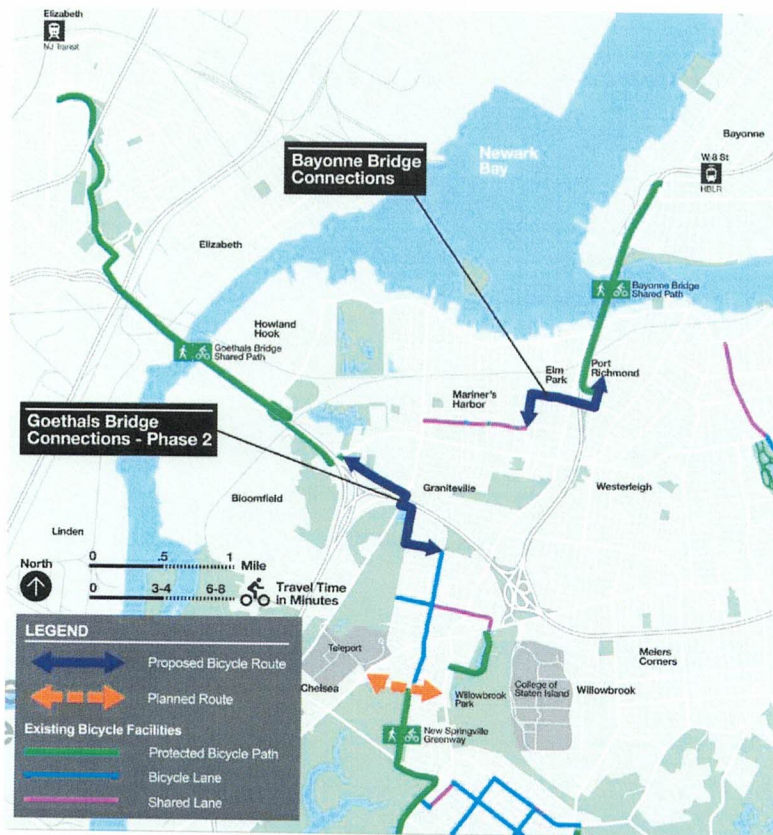 Elizabeth
NJ Transit
Bayonne
W 8 St
HBLR
Newark
Bay
Bayonne Bridge
Connections
Elizabeth
Bayonne Bridge
Shared Path
Howland
Hook
Goethals Bridge
Shared Path
Elm
Park
Port
Richmond
Mariner's
Harbor
Goethals Bridge
Connections - Phase 2
Graniteville
Westerleigh
Bloomfield
Linden
North
0 .5 1 Mile
0 3-4 6-8 Travel Time
in Minutes
LEGEND
Proposed Bicycle Route
Planned Route
Existing Bicycle Facilities
Protected Bicycle Path
Bicycle Lane
Shared Lane
Teleport
Chelsea
Willowbrook
Park
College of
Staten Island
Willowbrook
Meiers
Corners
New Springville
Greenway